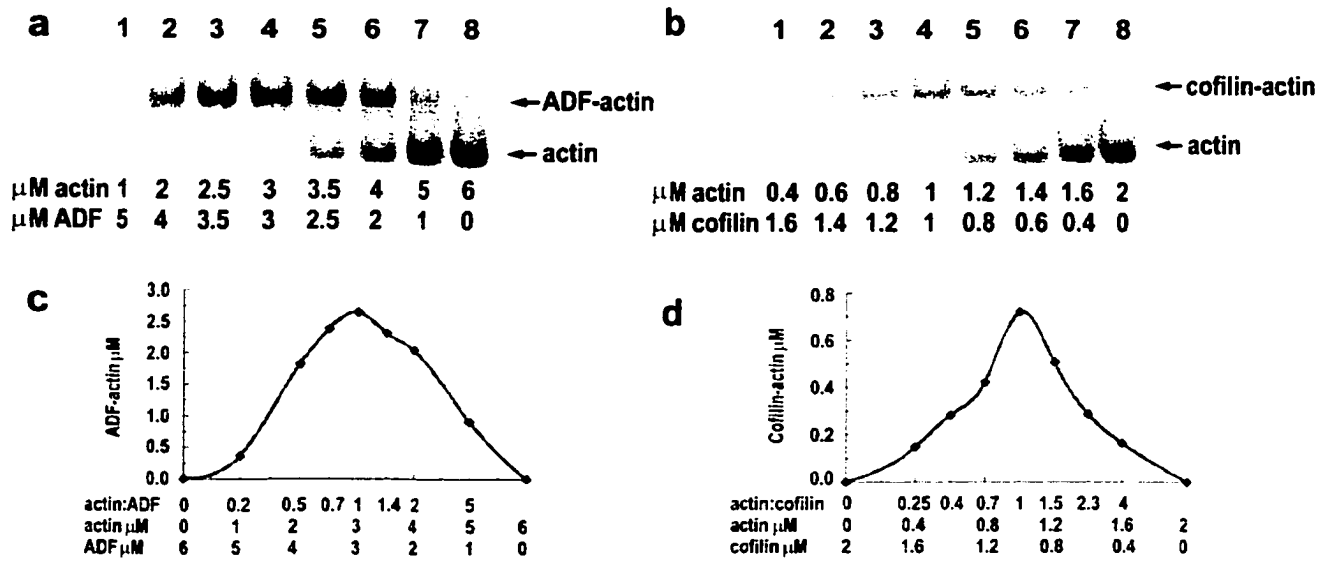 a 1 2 3 4 5 6 7 8
ADF-actin
actin
μM actin 1 2 2.5 3 3.5 4 5 6
μM ADF 5 4 3.5 3 2.5 2 1 0
b 1 2 3 4 5 6 7 8
cofilin-actin
actin
μM actin 0.4 0.6 0.8 1 1.2 1.4 1.6 2
μM cofilin 1.6 1.4 1.2 1 0.8 0.6 0.4 0
c
ADF-actin μM
3.0
2.5
2.0
1.5
1.0
0.5
0.0
actin:ADF 0 0.2 0.5 0.7 1 1.4 2 5
actin μM 0 1 2 3 4 5 6
ADF μM 6 5 4 3 2 1 0
d
Cofilin-actin μM
0.8
0.6
0.4
0.2
0.0
actin:cofilin 0 0.25 0.4 0.7 1 1.5 2.3 4
actin μM 0 0.4 0.8 1.2 1.6 2
cofilin μM 2 1.6 1.2 0.8 0.4 0